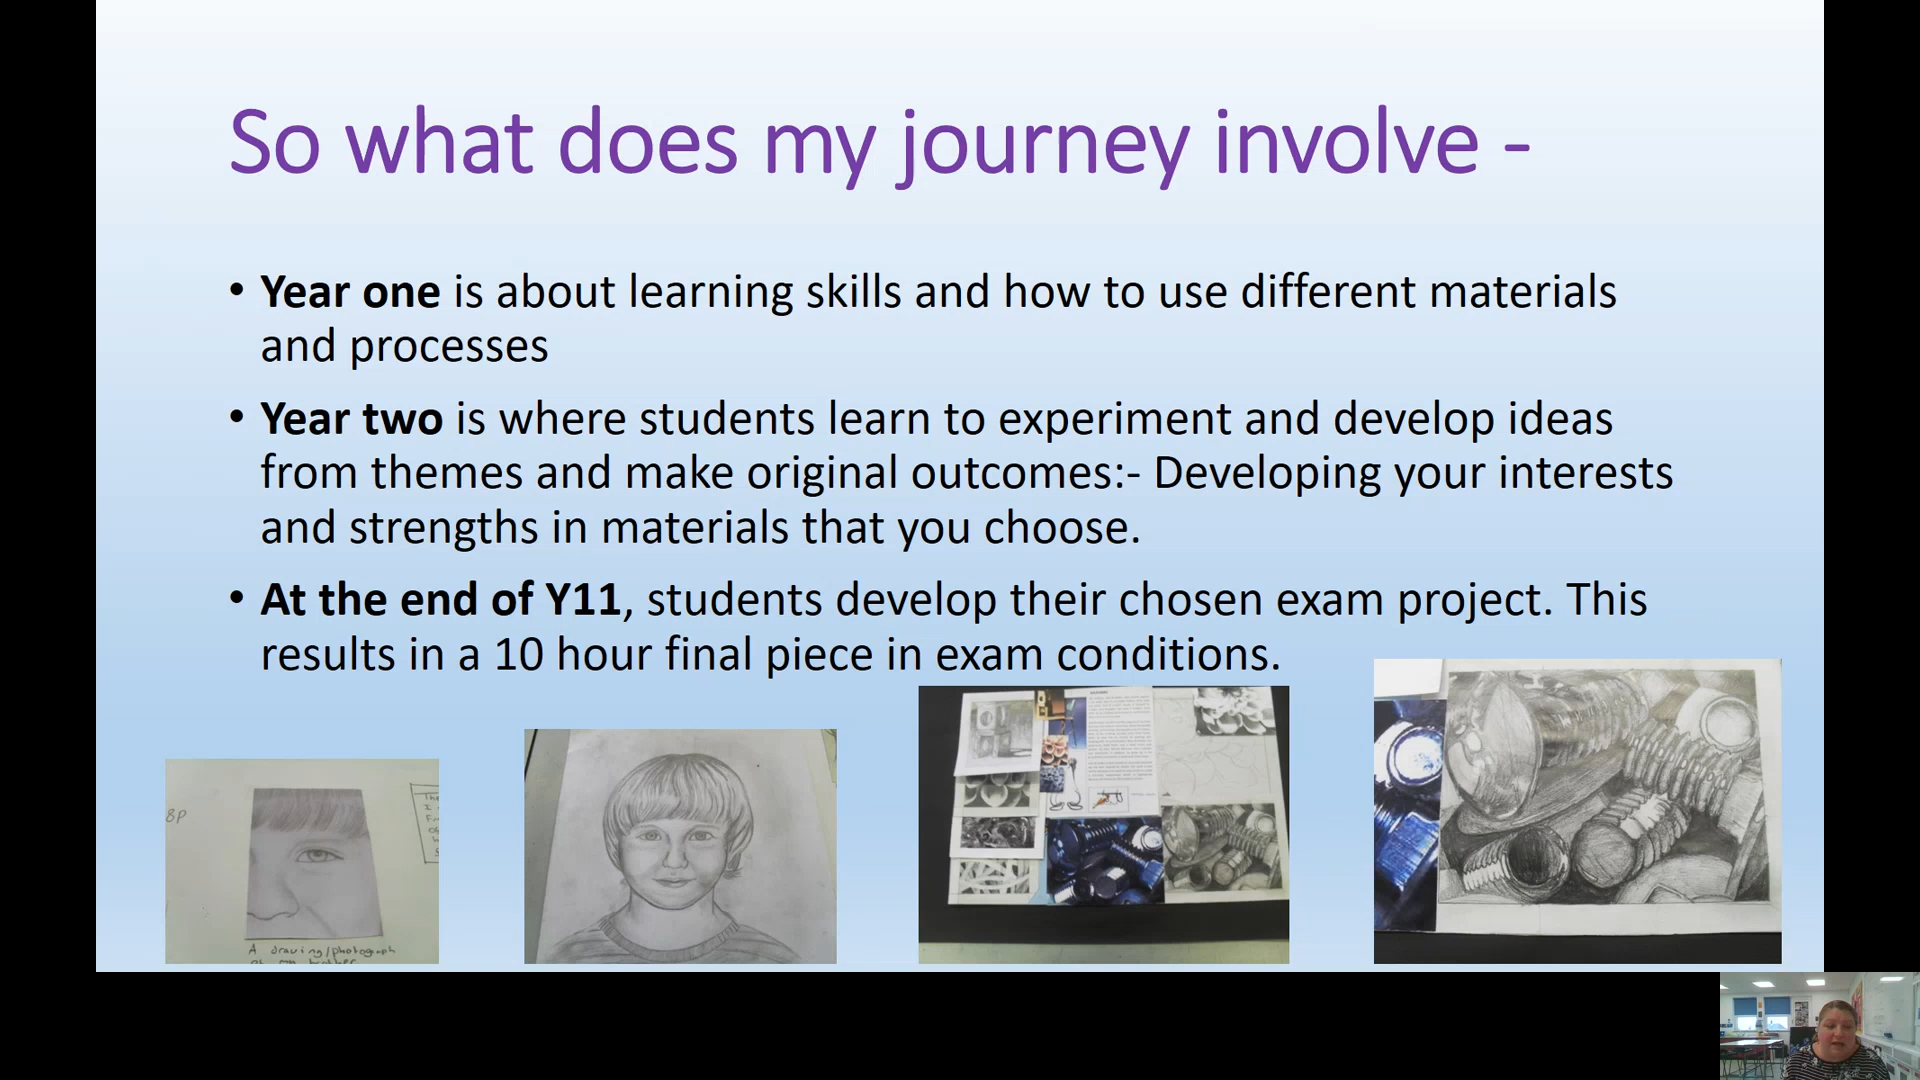 So what does my journey involve -
• Year one is about learning skills and how to use different materials
and processes
• Year two is where students learn to experiment and develop ideas
from themes and make original outcomes:- Developing your interests
and strengths in materials that you choose.
• At the end of Y11, students develop their chosen exam project. This
results in a 10 hour final piece in exam conditions.
8P
A drawing/photograph